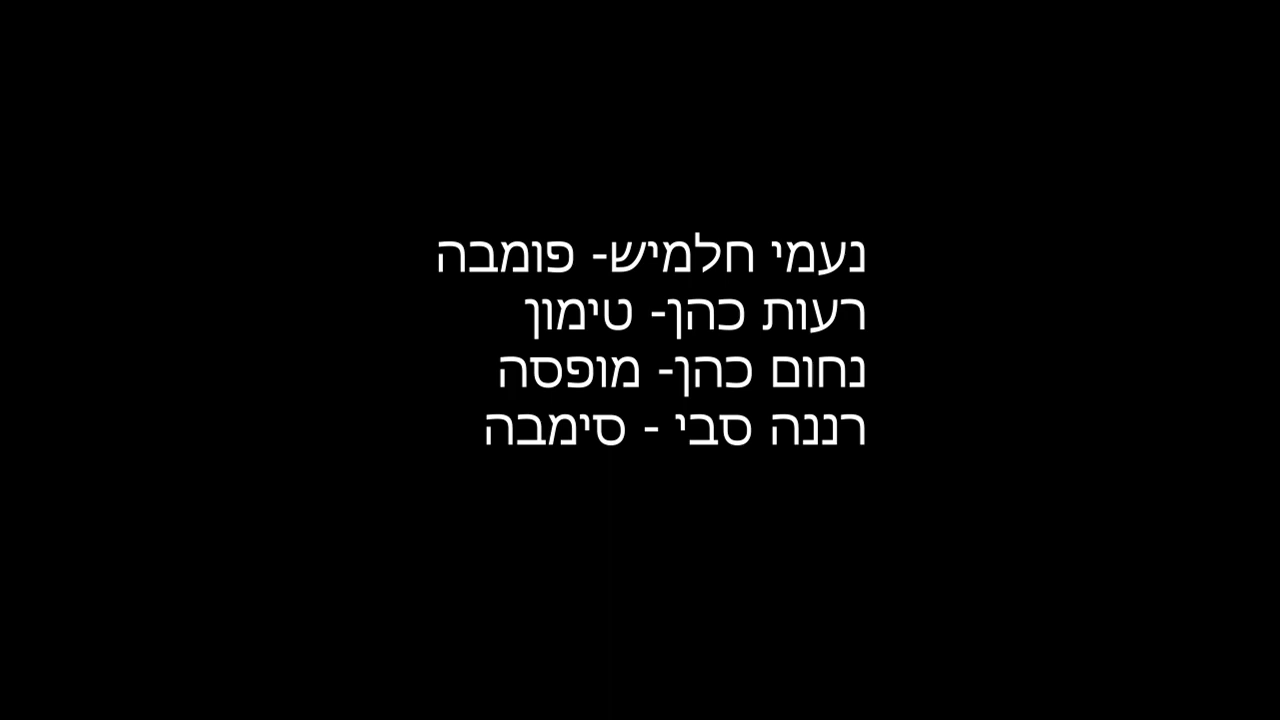 נעמי חלמיש- פומבה
רעות כהן- טימון
נחום כהן- מופסה
רננה סבי - סימבה